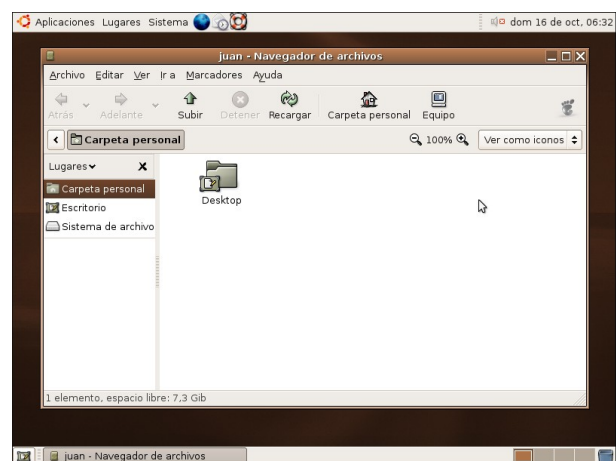 Aplicaciones Lugares Sistema dom 16 de oct, 06:32
juan - Navegador de archivos
Archivo Editar Ver Ir a Marcadores Ayuda
Atrás Adelante Subir Detener Recargar Carpeta personal Equipo
Carpeta personal 100% Ver como iconos
Lugares
Carpeta personal
Escritorio
Sistema de archivo
Desktop
1 elemento, espacio libre: 7,3 Gib
juan - Navegador de archivos